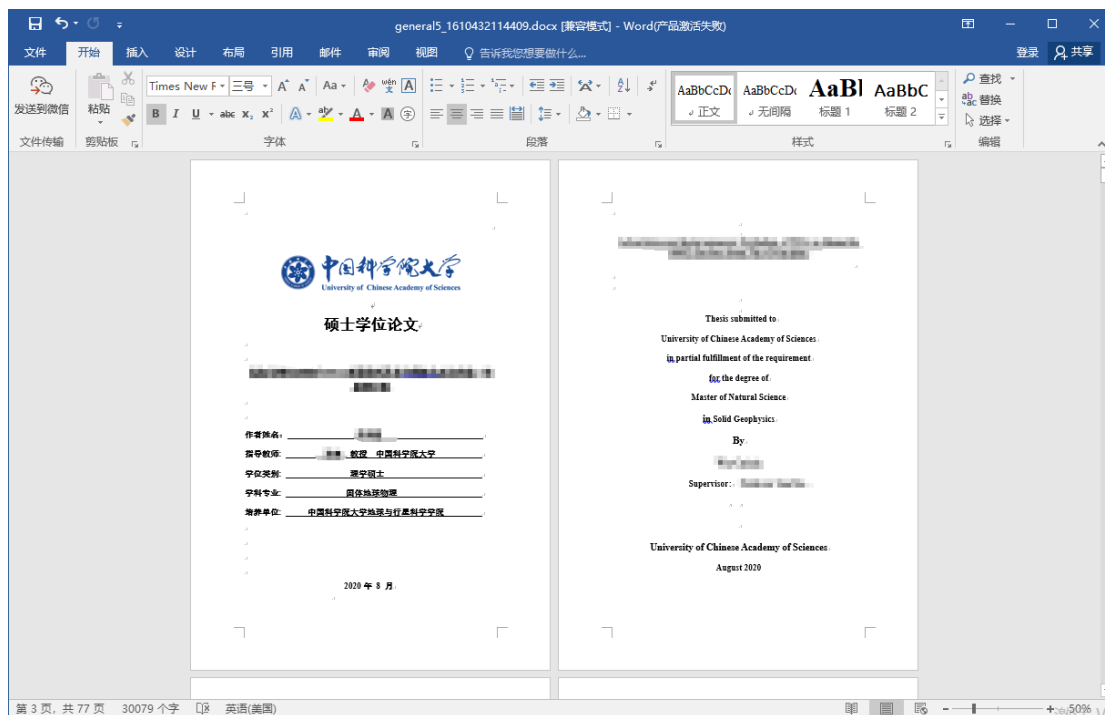 general5_1610432114409.docx [兼容模式] - Word(产品激活失败)
文件 开始 插入 设计 布局 引用 邮件 审阅 视图 告诉我您想要做什么... 登录 共享
Times New F 三号 Aa
AaBbCcDc AaBbCcDc AaBl AaBbC
查找
发送到微信 粘贴 B I U abc X₂ X² A
正文 无间隔 标题 1 标题 2
替换
选择
文件传输 剪贴板 字体 段落 样式 编辑
中国科学院大学
University of Chinese Academy of Sciences
硕士学位论文
作者姓名:
指导教师: 教授 中国科学院大学
学位类别: 理学硕士
学科专业: 固体地球物理
培养单位: 中国科学院大学地球与行星科学学院
2020 年 8 月
Thesis submitted to
University of Chinese Academy of Sciences
in partial fulfillment of the requirement
for the degree of
Master of Natural Science
in Solid Geophysics
By
Supervisor:
University of Chinese Academy of Sciences
August 2020
第 3 页，共 77 页 30079 个字 英语(美国) 50%